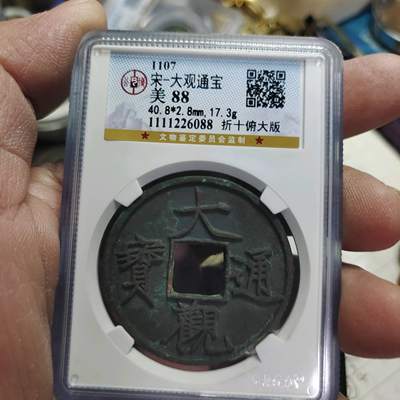 1107
宋-大观通宝
美 88
40.8*2.8mm,17.3g
1111226088 折十俯大版
★ 文物鉴定委员会监制 ★
大觀通寶